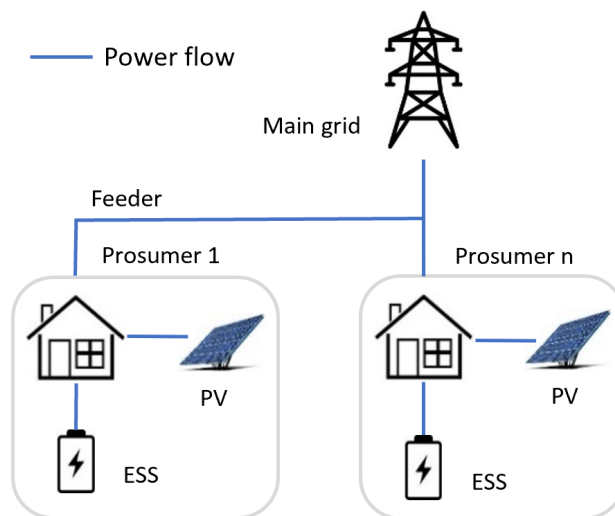 Power flow
Main grid
Feeder
Prosumer 1
Prosumer n
PV
PV
ESS
ESS